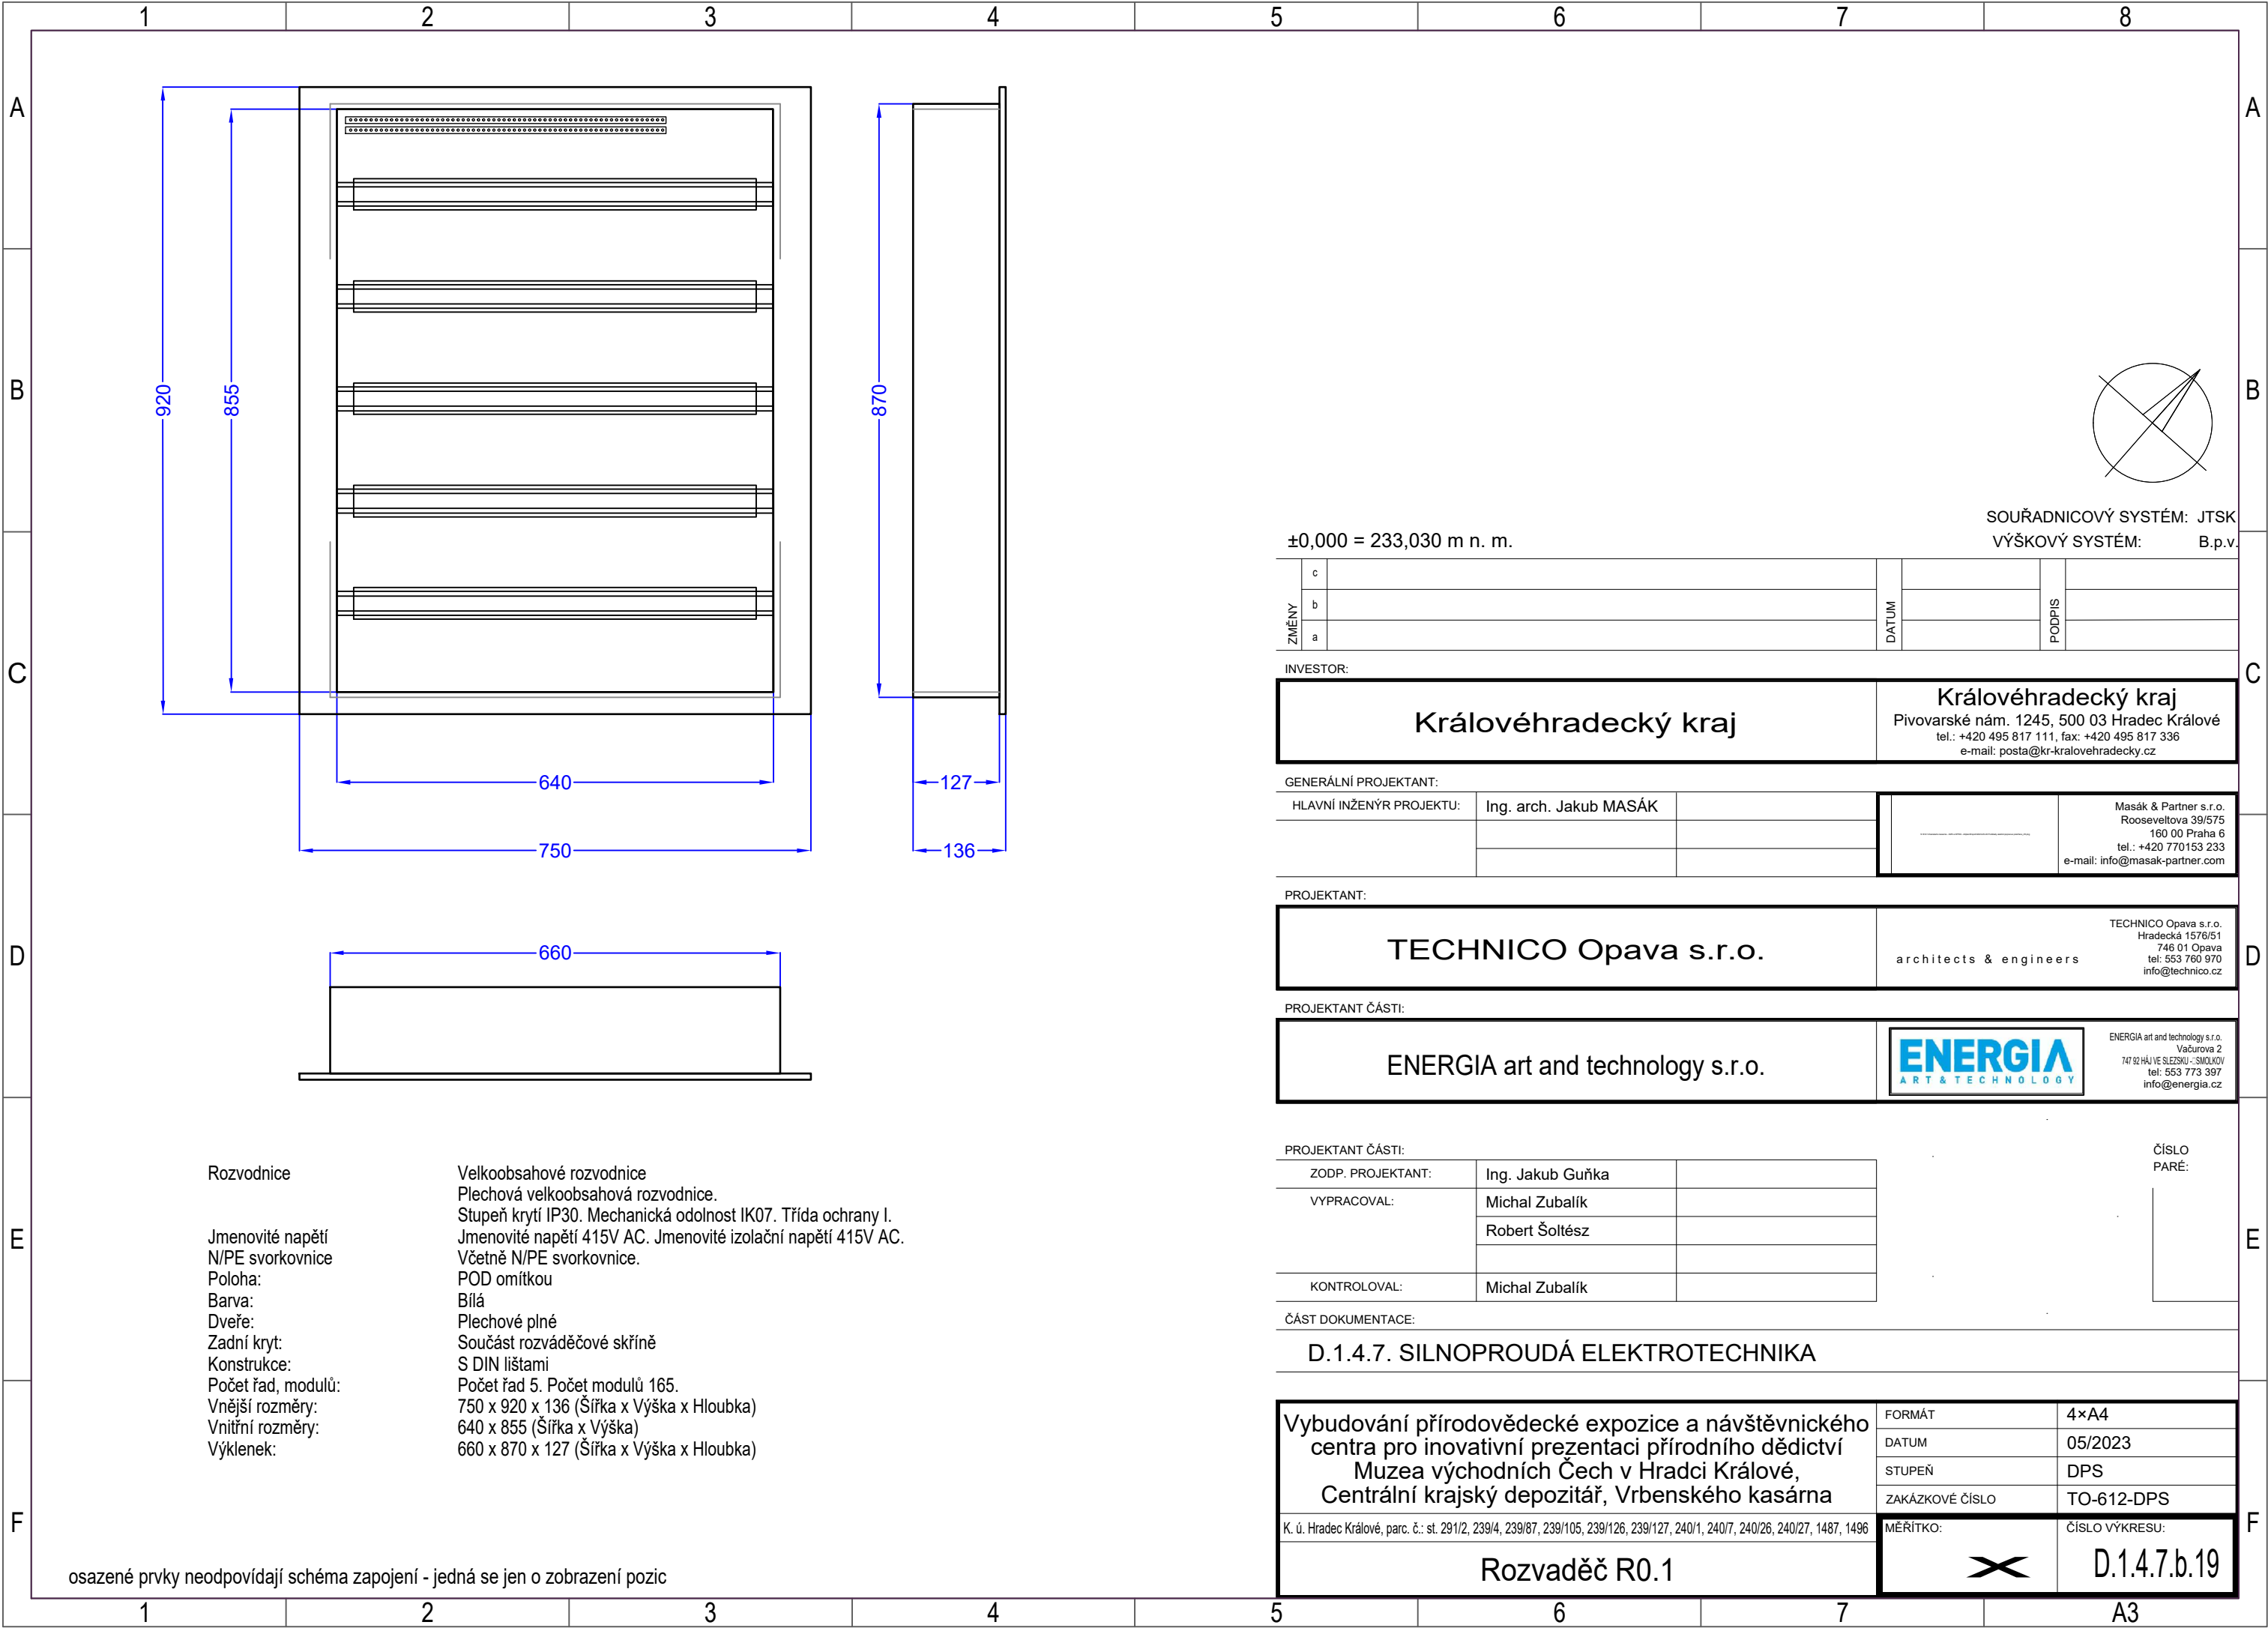 1 2 3 4 5 6 7 8
A A
B B
C C
D D
E E
F F
920
855
870
640
127
750
136
660
SOUŘADNICOVÝ SYSTÉM: JTSK
±0,000 = 233,030 m n. m.
VÝŠKOVÝ SYSTÉM: B.p.v.
ZMĚNY
c
b
a
DATUM
PODPIS
INVESTOR:
Královéhradecký kraj
Královéhradecký kraj
Pivovarské nám. 1245, 500 03 Hradec Králové
tel.: +420 495 817 111, fax: +420 495 817 336
e-mail: posta@kr-kralovehradecky.cz
GENERÁLNÍ PROJEKTANT:
HLAVNÍ INŽENÝR PROJEKTU: Ing. arch. Jakub MASÁK
Masák & Partner s.r.o.
Rooseveltova 39/575
160 00 Praha 6
tel.: +420 770153 233
e-mail: info@masak-partner.com
PROJEKTANT:
TECHNICO Opava s.r.o.
architects & engineers
TECHNICO Opava s.r.o.
Hradecká 1576/51
746 01 Opava
tel: 553 760 970
info@technico.cz
PROJEKTANT ČÁSTI:
ENERGIA art and technology s.r.o.
ENERGIA
ART & TECHNOLOGY
ENERGIA art and technology s.r.o.
Vačurova 2
747 92 HÁJ VE SLEZSKU - SMOLKOV
tel: 553 773 397
info@energia.cz
PROJEKTANT ČÁSTI:
ZODP. PROJEKTANT: Ing. Jakub Guňka
VYPRACOVAL: Michal Zubalík
Robert Šoltész
KONTROLOVAL: Michal Zubalík
ČÍSLO
PARÉ:
ČÁST DOKUMENTACE:
D.1.4.7. SILNOPROUDÁ ELEKTROTECHNIKA
Vybudování přírodovědecké expozice a návštěvnického
centra pro inovativní prezentaci přírodního dědictví
Muzea východních Čech v Hradci Králové,
Centrální krajský depozitář, Vrbenského kasárna
K. ú. Hradec Králové, parc. č.: st. 291/2, 239/4, 239/87, 239/105, 239/126, 239/127, 240/1, 240/7, 240/26, 240/27, 1487, 1496
Rozvaděč R0.1
FORMÁT 4×A4
DATUM 05/2023
STUPEŇ DPS
ZAKÁZKOVÉ ČÍSLO TO-612-DPS
MĚŘÍTKO: ČÍSLO VÝKRESU:
X D.1.4.7.b.19
Rozvodnice Velkoobsahové rozvodnice
Plechová velkoobsahová rozvodnice.
Stupeň krytí IP30. Mechanická odolnost IK07. Třída ochrany I.
Jmenovité napětí Jmenovité napětí 415V AC. Jmenovité izolační napětí 415V AC.
N/PE svorkovnice Včetně N/PE svorkovnice.
Poloha: POD omítkou
Barva: Bílá
Dveře: Plechové plné
Zadní kryt: Součást rozváděčové skříně
Konstrukce: S DIN lištami
Počet řad, modulů: Počet řad 5. Počet modulů 165.
Vnější rozměry: 750 x 920 x 136 (Šířka x Výška x Hloubka)
Vnitřní rozměry: 640 x 855 (Šířka x Výška)
Výklenek: 660 x 870 x 127 (Šířka x Výška x Hloubka)
osazené prvky neodpovídají schéma zapojení - jedná se jen o zobrazení pozic
1 2 3 4 5 6 7 A3